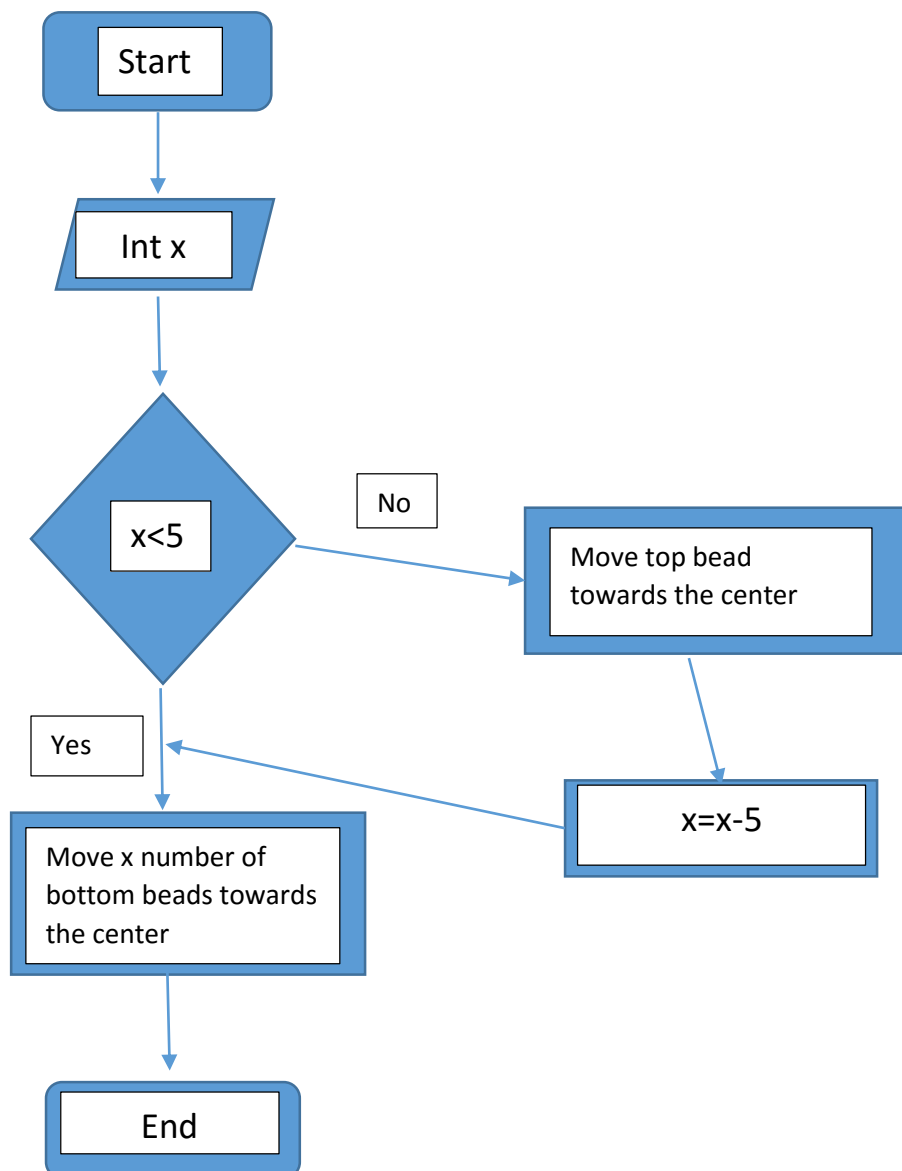 Start
Int x
x<5
No
Move top bead
towards the center
Yes
x=x-5
Move x number of
bottom beads towards
the center
End